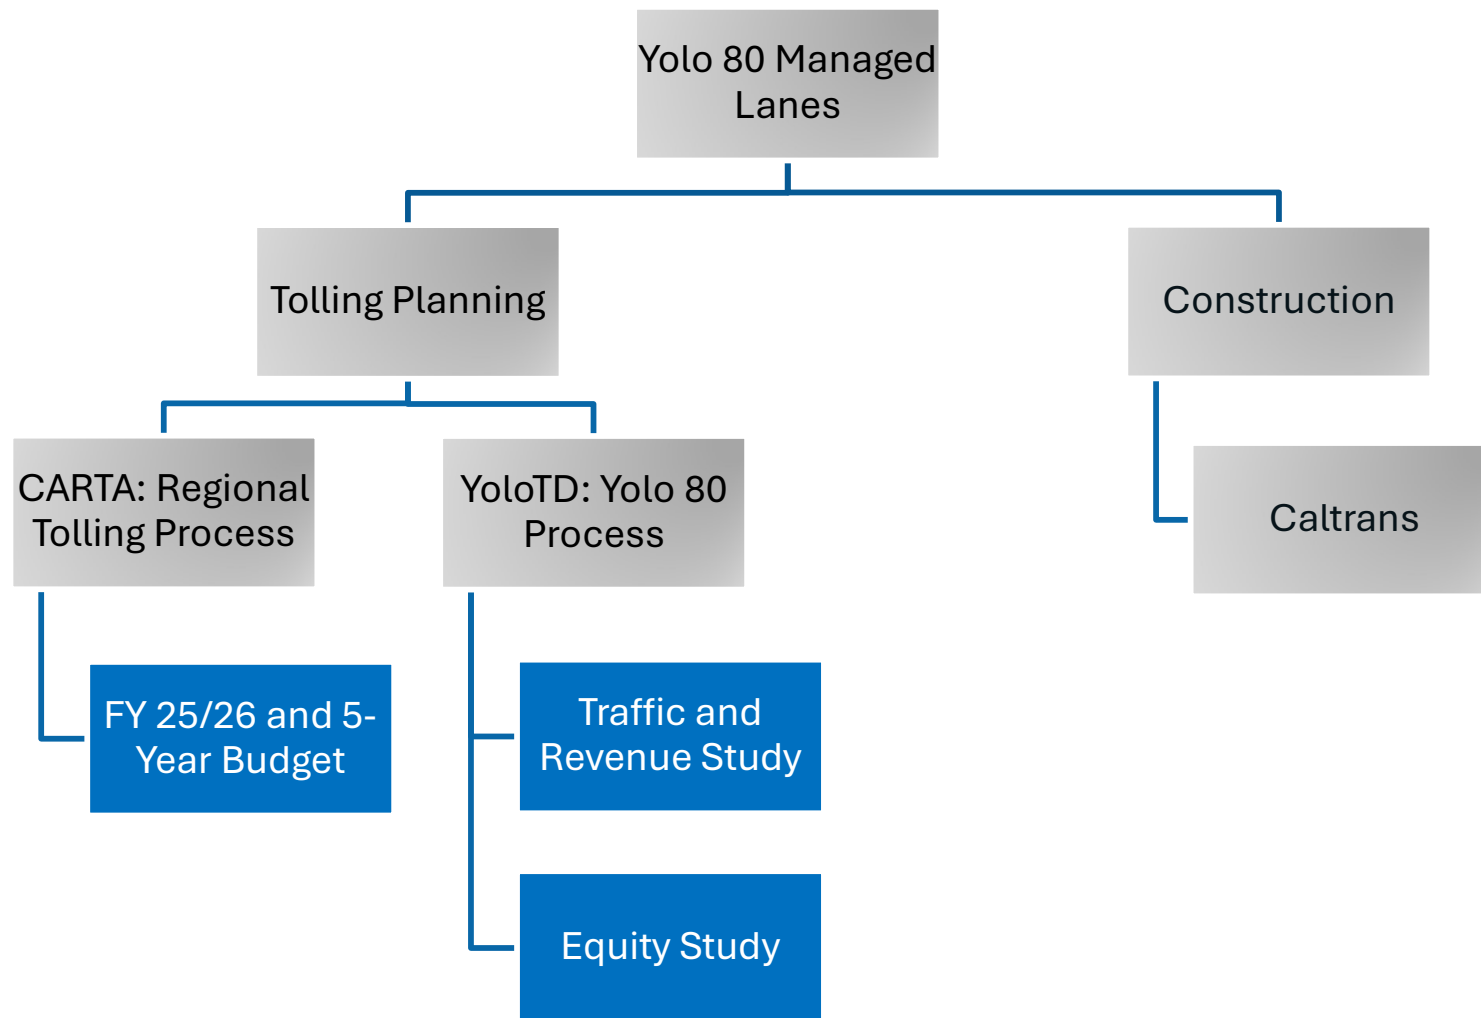 Yolo 80 Managed
Lanes
Tolling Planning
Construction
CARTA: Regional
Tolling Process
YoloTD: Yolo 80
Process
Caltrans
FY 25/26 and 5-
Year Budget
Traffic and
Revenue Study
Equity Study